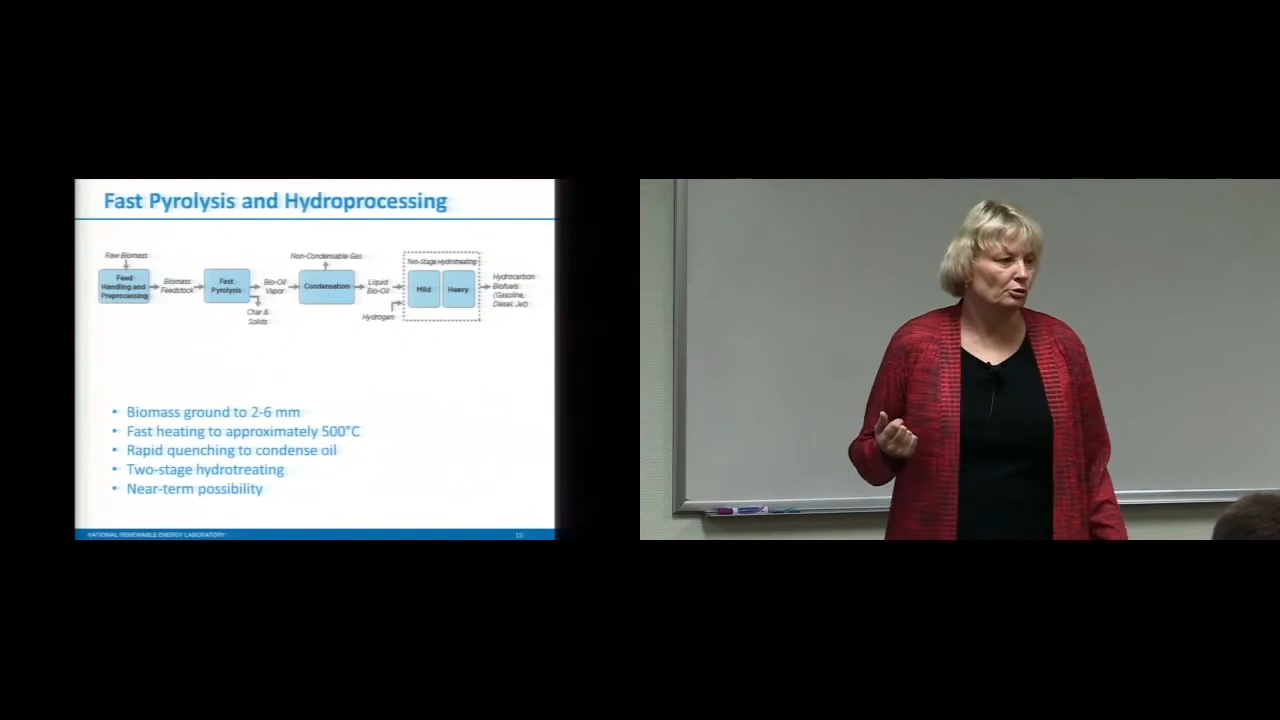 Fast Pyrolysis and Hydroprocessing
Raw Biomass
Feed
Handling and
Preprocessing
Biomass
Feedstock
Fast
Pyrolysis
Bio-Oil
Vapor
Char &
Solids
Non-Condensable Gas
Condensation
Liquid
Bio-Oil
Hydrogen
Two-Stage Hydrotreating
Mild
Heavy
Hydrocarbon
Biofuels
(Gasoline,
Diesel, Jet)
• Biomass ground to 2-6 mm
• Fast heating to approximately 500°C
• Rapid quenching to condense oil
• Two-stage hydrotreating
• Near-term possibility
NATIONAL RENEWABLE ENERGY LABORATORY